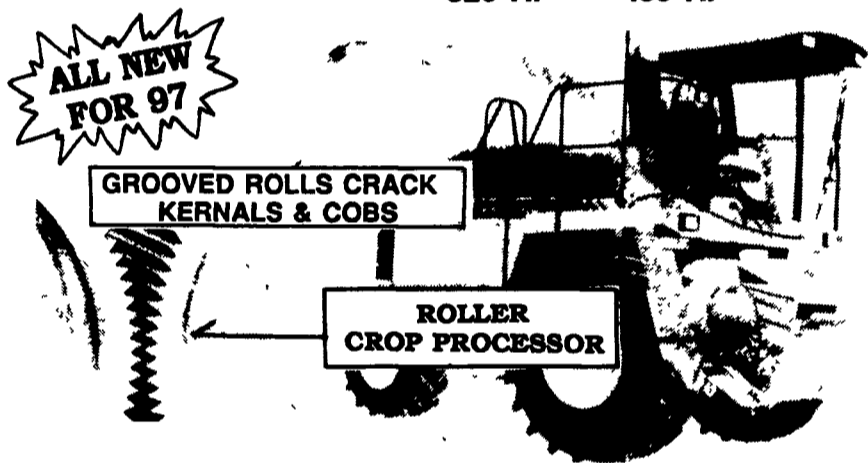 ALL NEW
FOR 97
GROOVED ROLLS CRACK
KERNALS & COBS
ROLLER
CROP PROCESSOR